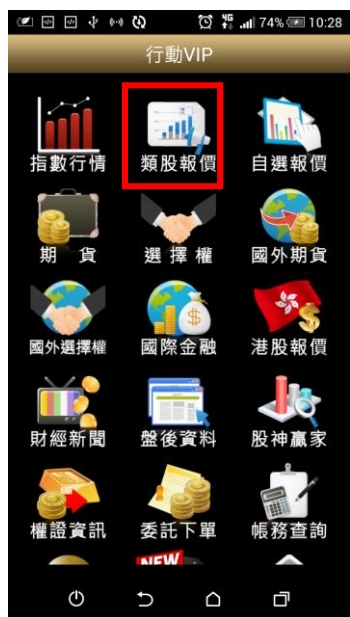 4G
74%
10:28
行動VIP
指數行情
類股報價
自選報價
期 貨
選擇權
國外期貨
國外選擇權
國際金融
港股報價
財經新聞
盤後資料
股神贏家
權證資訊
委託下單
帳務查詢
NEW